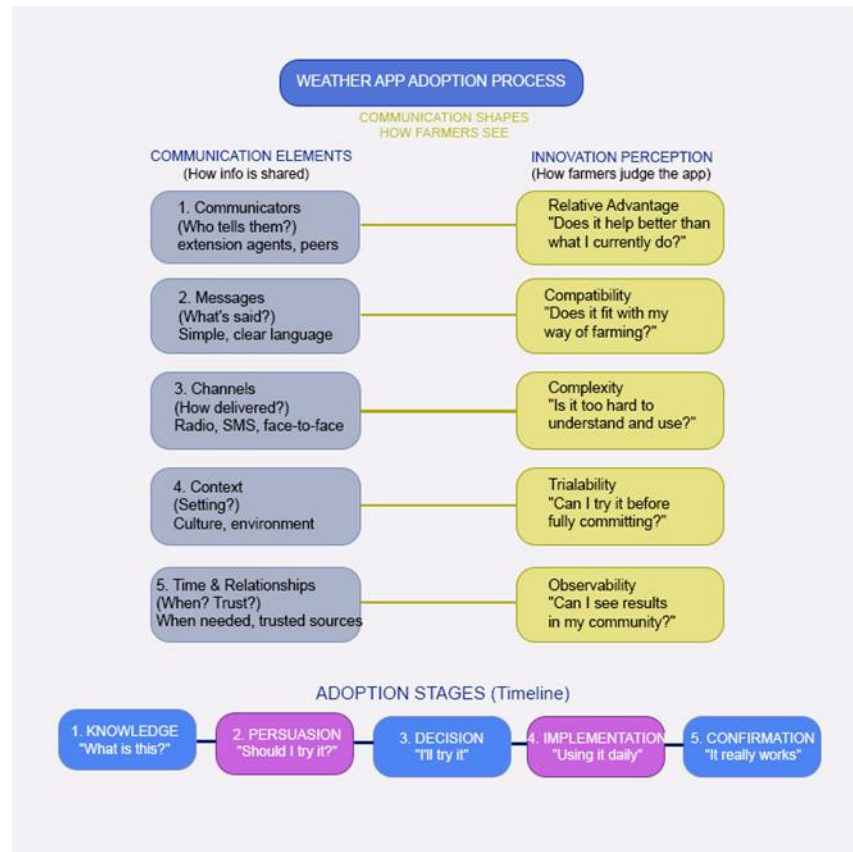 WEATHER APP ADOPTION PROCESS
COMMUNICATION SHAPES
HOW FARMERS SEE
COMMUNICATION ELEMENTS
(How info is shared)
INNOVATION PERCEPTION
(How farmers judge the app)
1. Communicators
(Who tells them?)
extension agents, peers
Relative Advantage
"Does it help better than
what I currently do?"
2. Messages
(What's said?)
Simple, clear language
Compatibility
"Does it fit with my
way of farming?"
3. Channels
(How delivered?)
Radio, SMS, face-to-face
Complexity
"Is it too hard to
understand and use?"
4. Context
(Setting?)
Culture, environment
Trialability
"Can I try it before
fully committing?"
5. Time & Relationships
(When? Trust?)
When needed, trusted sources
Observability
"Can I see results
in my community?"
ADOPTION STAGES (Timeline)
1. KNOWLEDGE
"What is this?"
2. PERSUASION
"Should I try it?"
3. DECISION
"I'll try it"
4. IMPLEMENTATION
"Using it daily"
5. CONFIRMATION
"It really works"